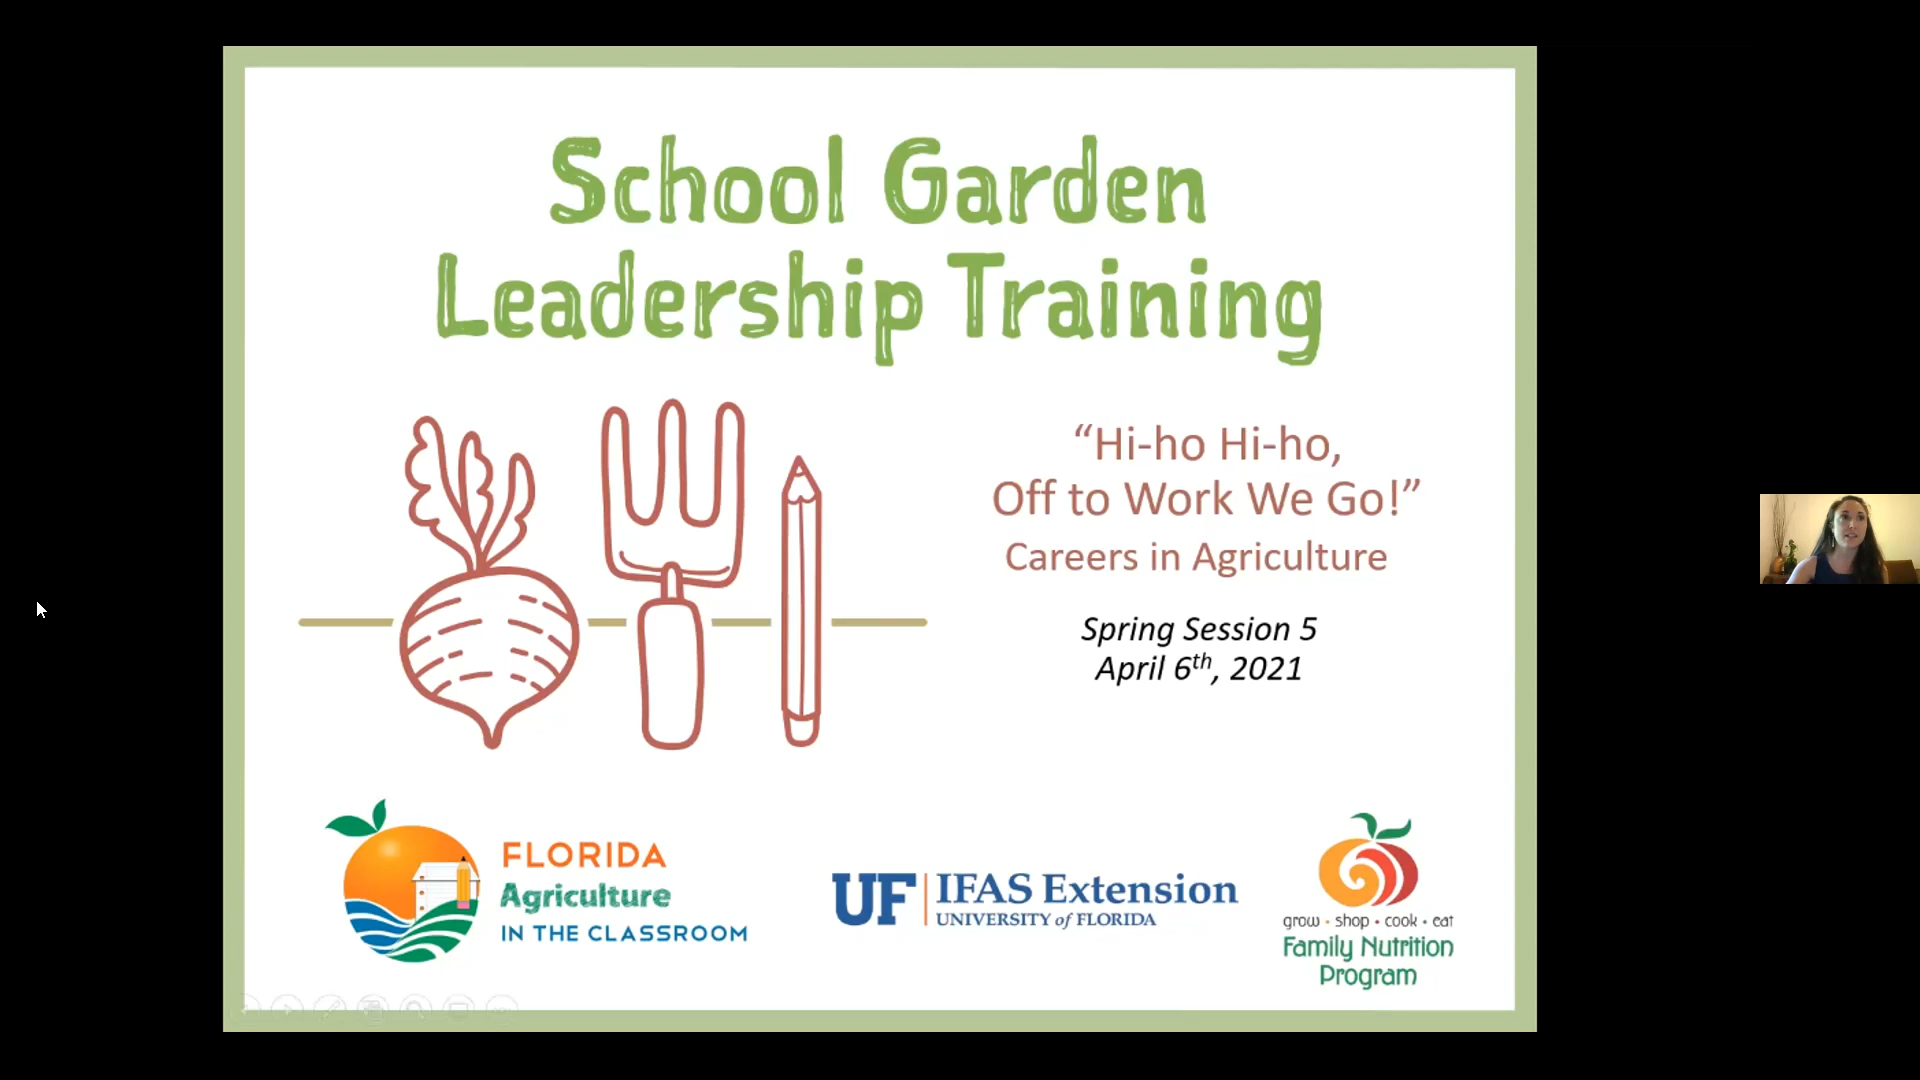 School Garden
Leadership Training
“Hi-ho Hi-ho,
Off to Work We Go!”
Careers in Agriculture
Spring Session 5
April 6th, 2021
FLORIDA
Agriculture
IN THE CLASSROOM
UF IFAS Extension
UNIVERSITY of FLORIDA
grow • shop • cook • eat
Family Nutrition
Program